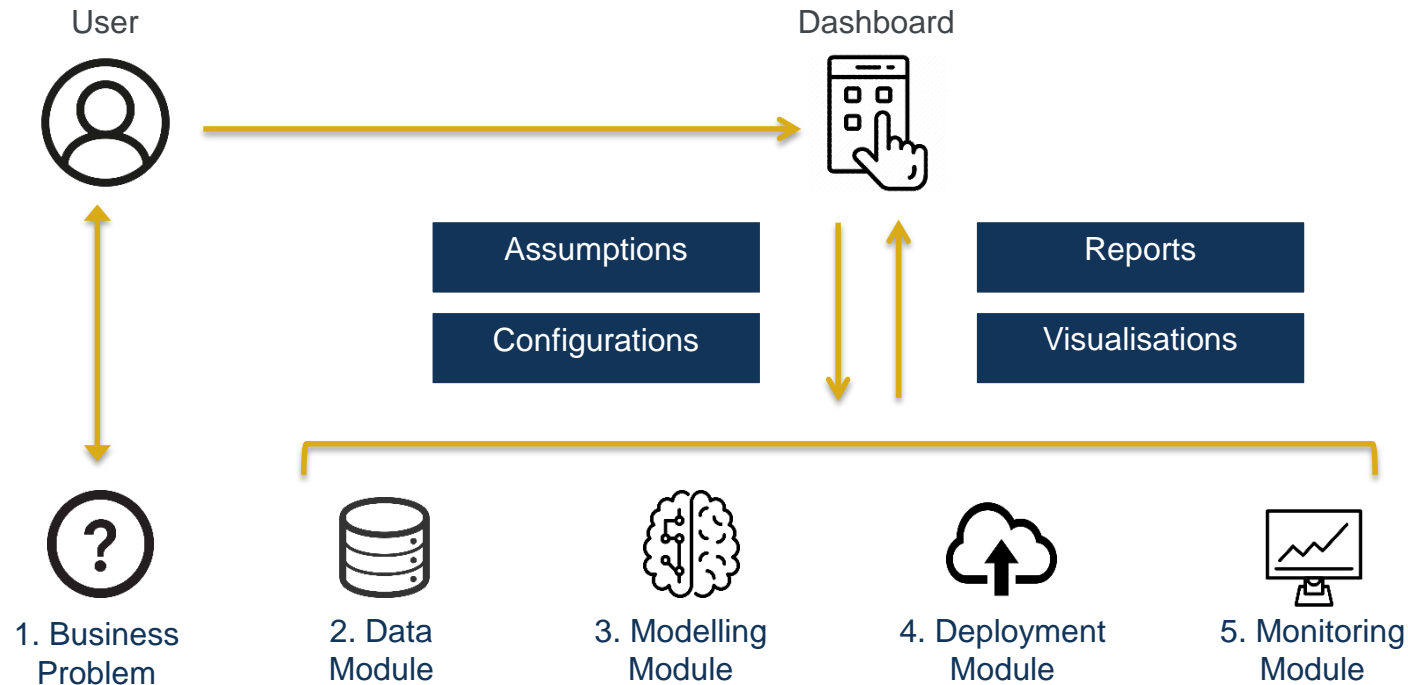 User
Dashboard
Assumptions
Reports
Configurations
Visualisations
?
1. Business
Problem
2. Data
Module
3. Modelling
Module
4. Deployment
Module
5. Monitoring
Module